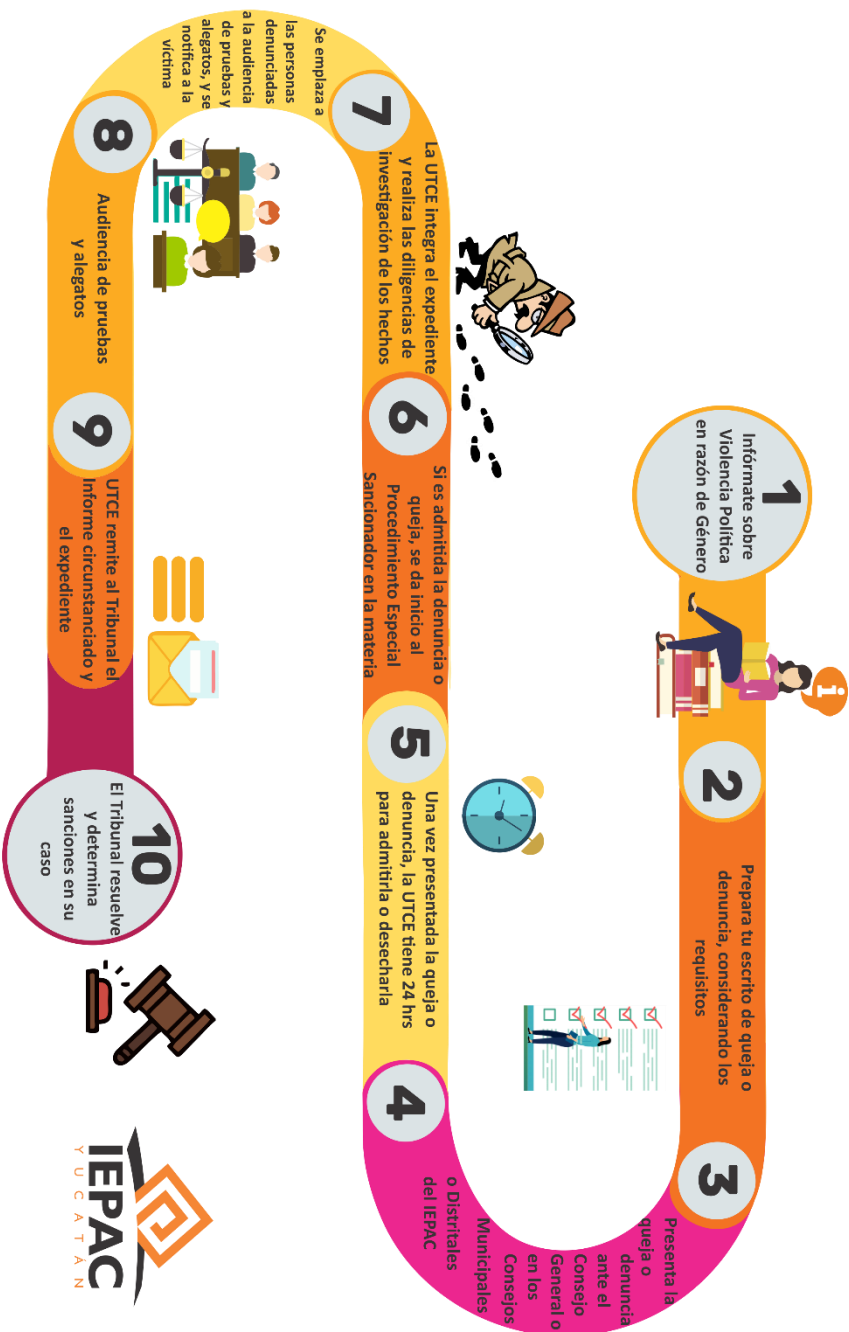 1
Infórmate sobre
Violencia Política
en razón de Género
i
2
Prepara tu escrito de queja o
denuncia, considerando los
requisitos
3
Presenta la
queja o
denuncia
ante el
Consejo
General o
en los
Consejos
Municipales
o Distritales
del IEPAC
4
5
Una vez presentada la queja o
denuncia, la UTCE tiene 24 hrs
para admitirla o desecharla
6
Si es admitida la denuncia o
queja, se da inicio al
Procedimiento Especial
Sancionador en la materia
7
La UTCE integra el expediente
y realiza las diligencias de
investigación de los hechos
Se emplaza a
las personas
denunciadas
a la audiencia
de pruebas y
alegatos, y se
notifica a la
víctima
8
Audiencia de pruebas
y alegatos
9
UTCE remite al Tribunal el
Informe circunstanciado y
el expediente
10
El Tribunal resuelve
y determina
sanciones en su
caso
IEPAC
YUCATÁN